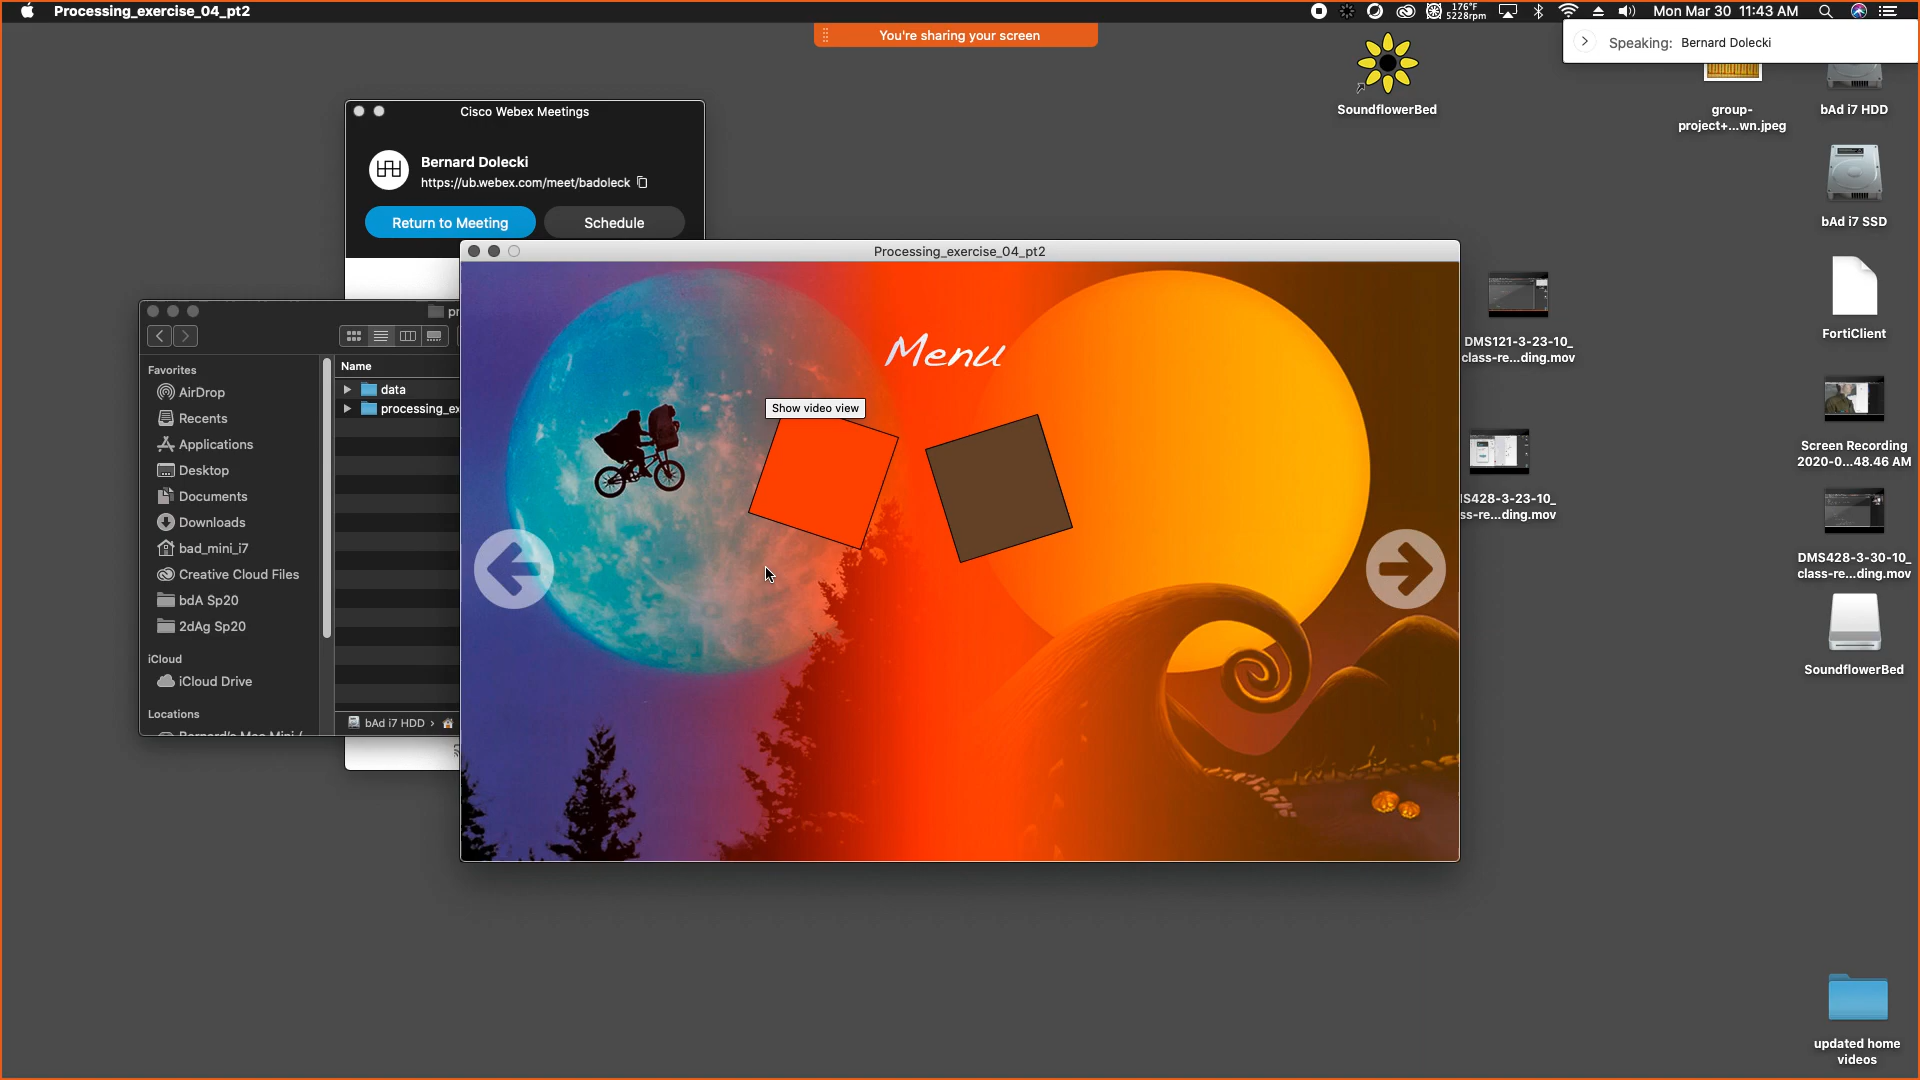 Processing_exercise_04_pt2
176°F
5228rpm
Mon Mar 30 11:43 AM
You're sharing your screen
Speaking: Bernard Dolecki
SoundflowerBed
group-
project+...wn.jpeg
bAd i7 HDD
Cisco Webex Meetings
Bernard Dolecki
https://ub.webex.com/meet/badoleck
Return to Meeting
Schedule
bAd i7 SSD
Processing_exercise_04_pt2
pr
Menu
Show video view
Name
data
processing_ex
Favorites
AirDrop
Recents
Applications
Desktop
Documents
Downloads
bad_mini_i7
Creative Cloud Files
bdA Sp20
2dAg Sp20
iCloud
iCloud Drive
Locations
bAd i7 HDD ›
DMS121-3-23-10_
class-re...ding.mov
FortiClient
Screen Recording
2020-0...48.46 AM
IS428-3-23-10_
ss-re...ding.mov
DMS428-3-30-10_
class-re...ding.mov
SoundflowerBed
updated home
videos